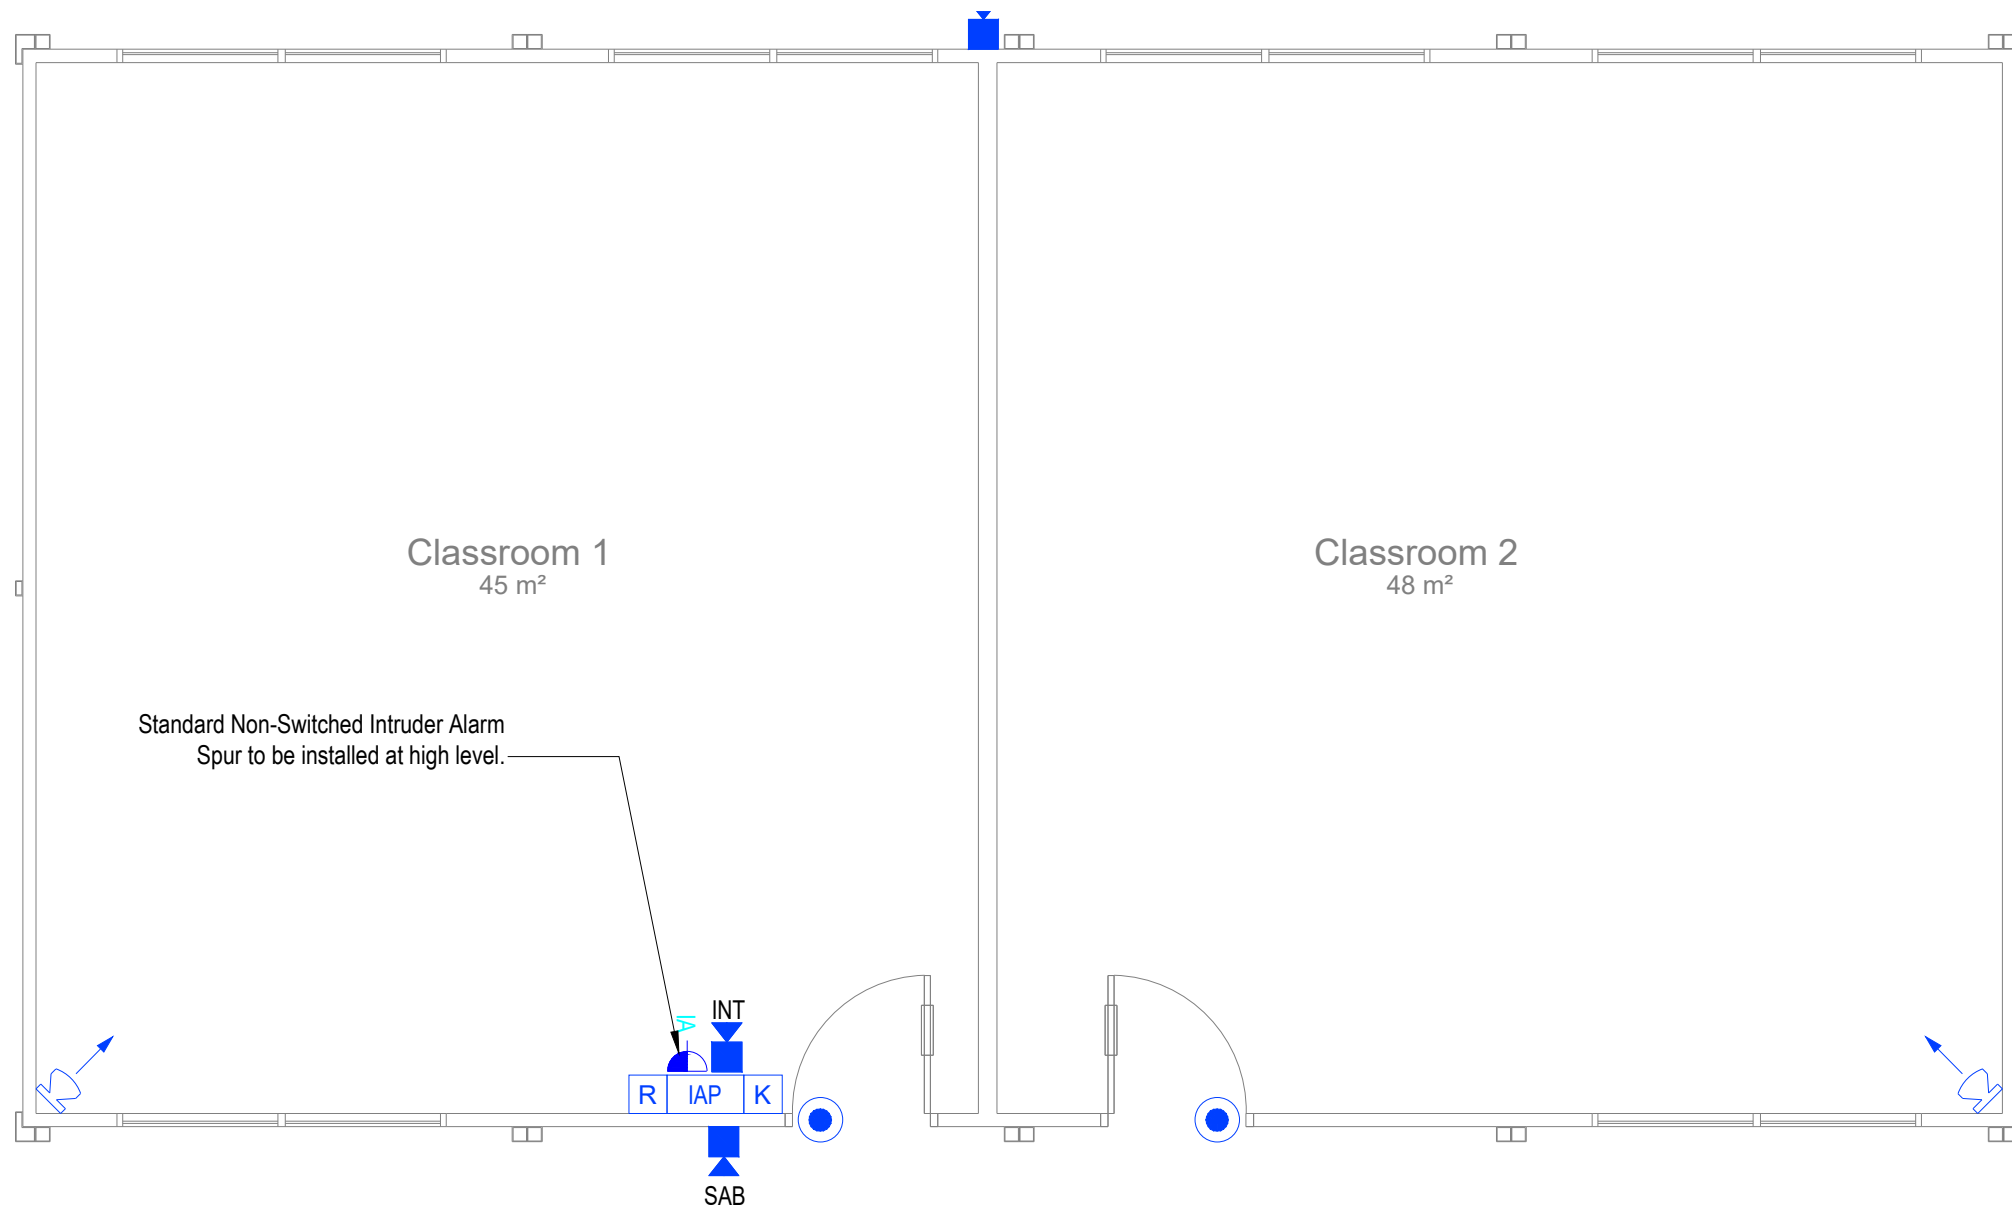 Classroom 1
45 m²
Classroom 2
48 m²
Standard Non-Switched Intruder Alarm
Spur to be installed at high level.
INT
IA
R IAP K
SAB